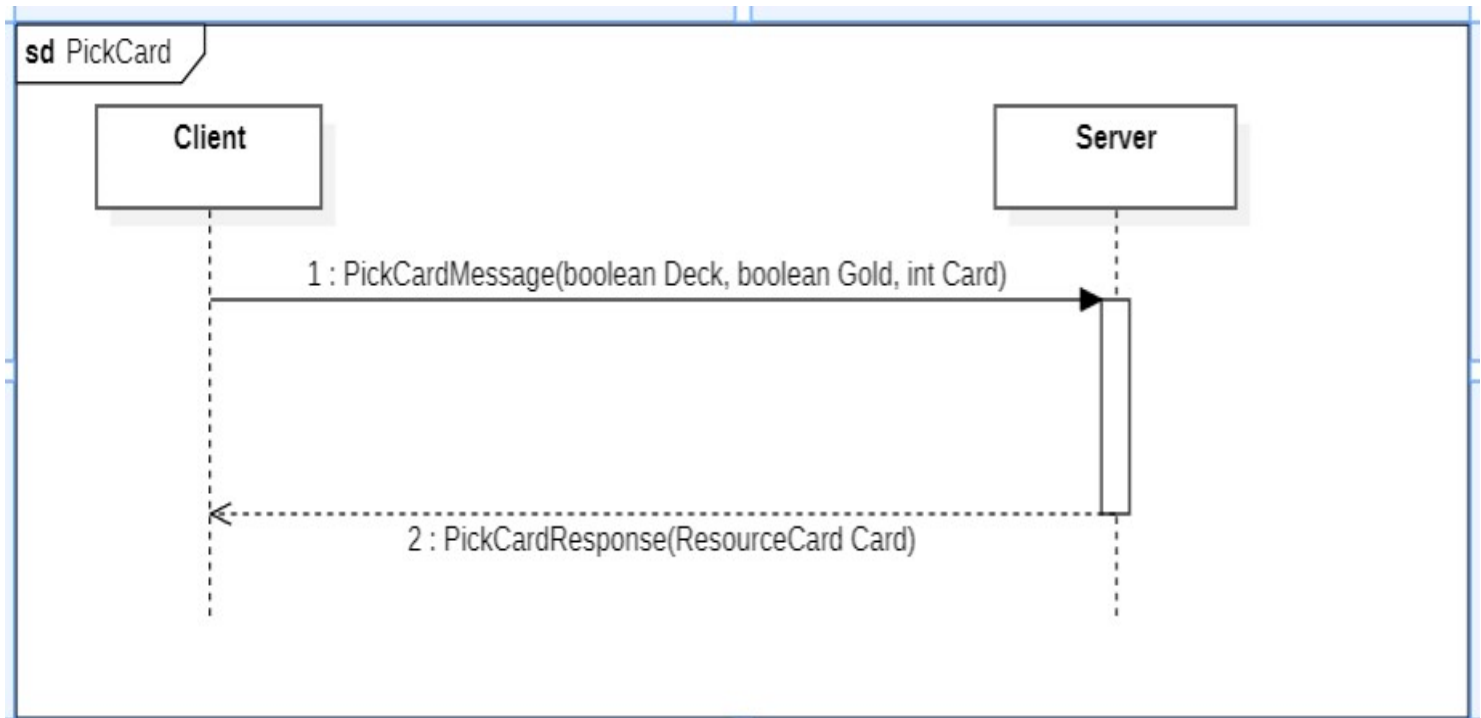 sd PickCard
Client
Server
1 : PickCardMessage(boolean Deck, boolean Gold, int Card)
2 : PickCardResponse(ResourceCard Card)